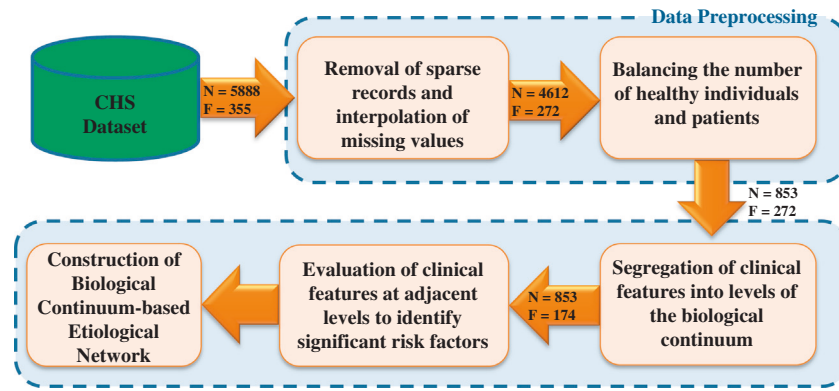 Data Preprocessing
CHS
Dataset
N = 5888
F = 355
Removal of sparse
records and
interpolation of
missing values
N = 4612
F = 272
Balancing the number
of healthy individuals
and patients
N = 853
F = 272
Segregation of clinical
features into levels of
the biological
continuum
N = 853
F = 174
Evaluation of clinical
features at adjacent
levels to identify
significant risk factors
Construction of
Biological
Continuum-based
Etiological
Network